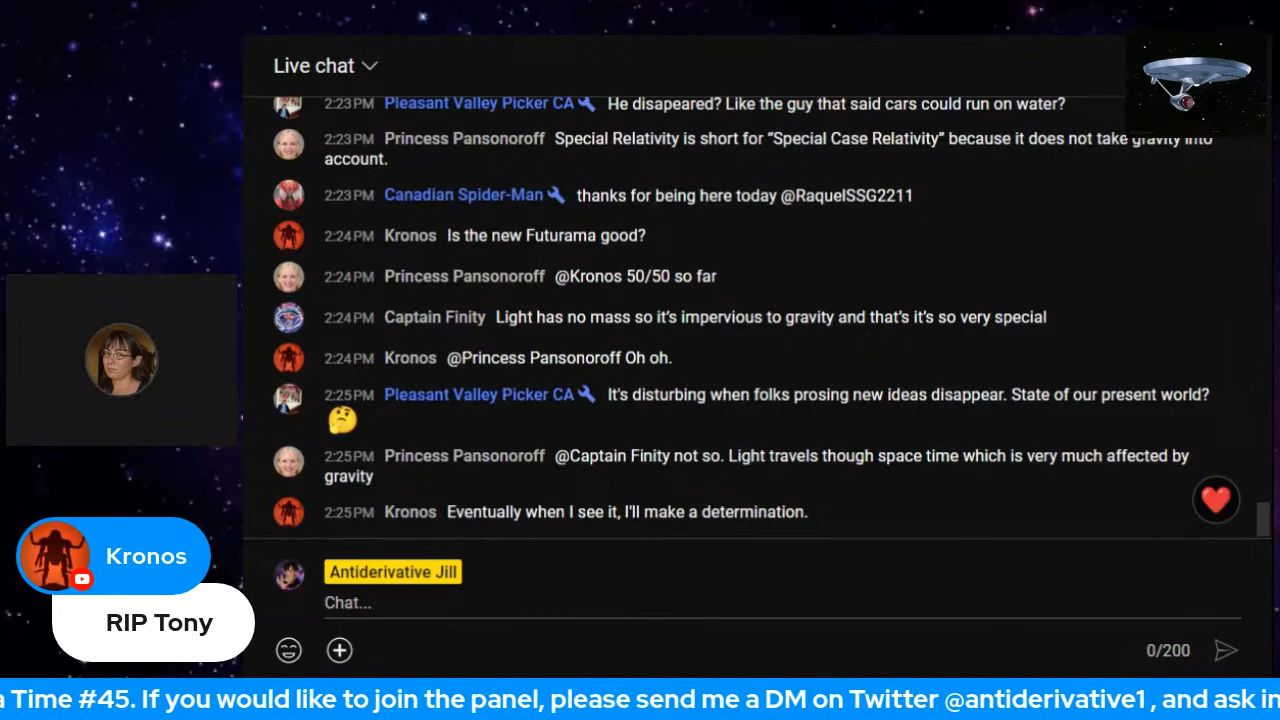 Live chat
2:23 PM Pleasant Valley Picker CA He disapeared? Like the guy that said cars could run on water?
2:23 PM Princess Pansonoroff Special Relativity is short for “Special Case Relativity” because it does not take gravity into
account.
2:23 PM Canadian Spider-Man thanks for being here today @RaquelSSG2211
2:24 PM Kronos Is the new Futurama good?
2:24 PM Princess Pansonoroff @Kronos 50/50 so far
2:24 PM Captain Finity Light has no mass so it's impervious to gravity and that's it's so very special
2:24 PM Kronos @Princess Pansonoroff Oh oh.
2:25 PM Pleasant Valley Picker CA It's disturbing when folks prosing new ideas disappear. State of our present world?
🤔
2:25 PM Princess Pansonoroff @Captain Finity not so. Light travels though space time which is very much affected by
gravity
2:25 PM Kronos Eventually when I see it, I'll make a determination.
Antiderivative Jill
Chat...
0/200
Kronos
RIP Tony
a Time #45. If you would like to join the panel, please send me a DM on Twitter @antiderivative1 , and ask in